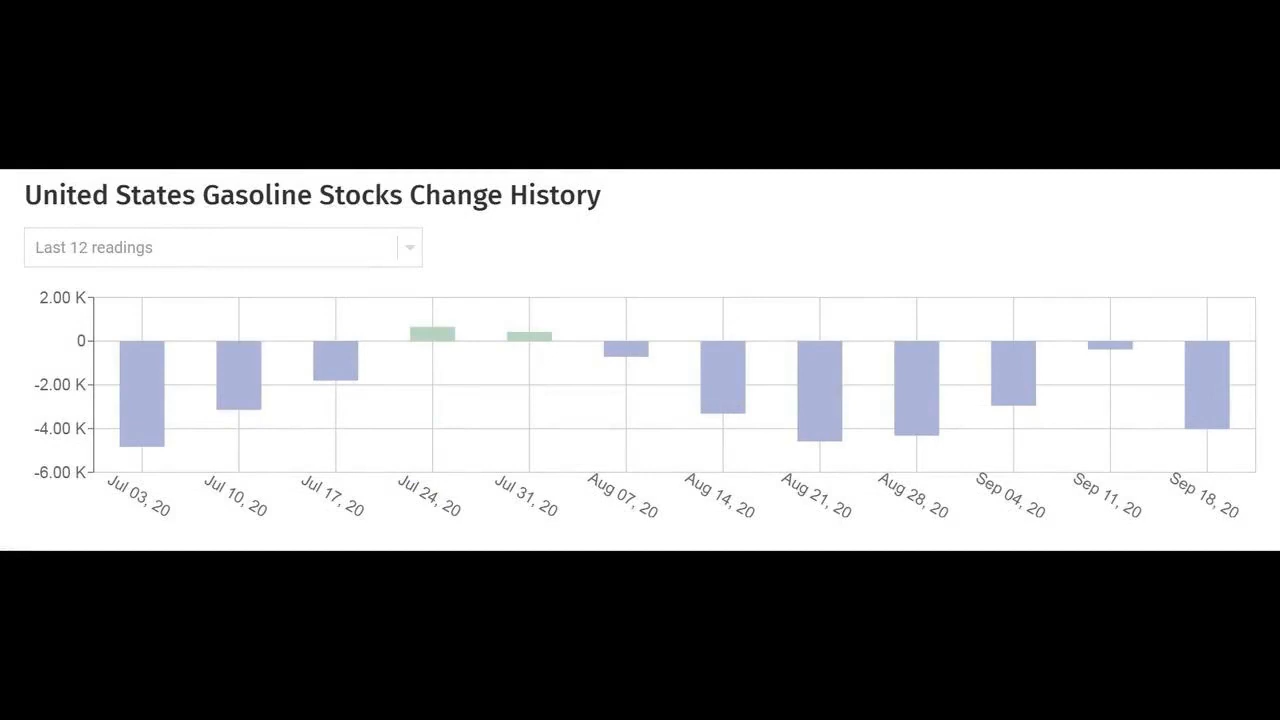 United States Gasoline Stocks Change History
Last 12 readings
2.00 K
0
-2.00 K
-4.00 K
-6.00 K
Jul 03, 20
Jul 10, 20
Jul 17, 20
Jul 24, 20
Jul 31, 20
Aug 07, 20
Aug 14, 20
Aug 21, 20
Aug 28, 20
Sep 04, 20
Sep 11, 20
Sep 18, 20